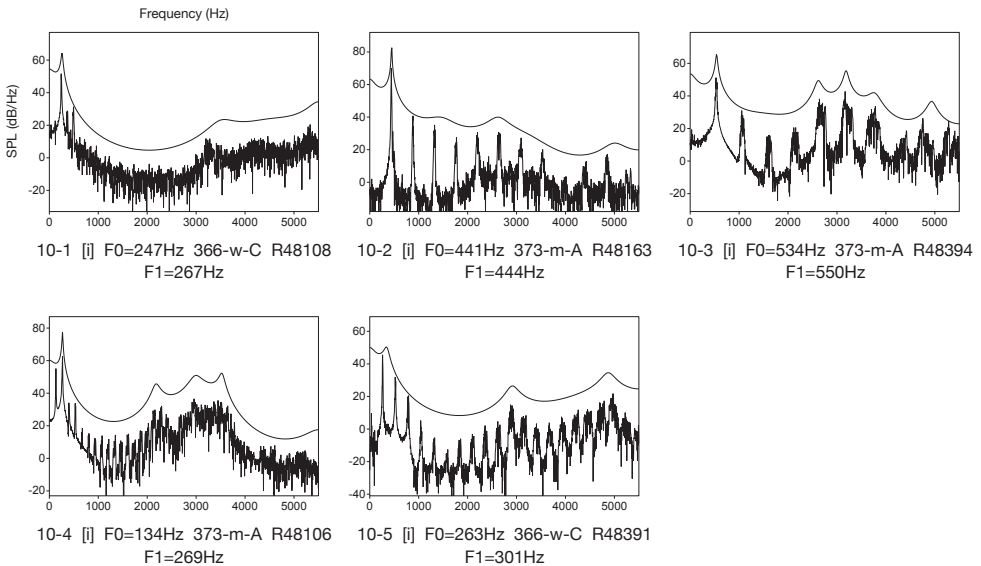 Frequency (Hz)
SPL (dB/Hz)
60
40
20
0
-20
0 1000 2000 3000 4000 5000
10-1 [i] F0=247Hz 366-w-C R48108
F1=267Hz
80
60
40
20
0
0 1000 2000 3000 4000 5000
10-2 [i] F0=441Hz 373-m-A R48163
F1=444Hz
60
40
20
0
-20
0 1000 2000 3000 4000 5000
10-3 [i] F0=534Hz 373-m-A R48394
F1=550Hz
80
60
40
20
0
-20
0 1000 2000 3000 4000 5000
10-4 [i] F0=134Hz 373-m-A R48106
F1=269Hz
60
40
20
0
-20
-40
0 1000 2000 3000 4000 5000
10-5 [i] F0=263Hz 366-w-C R48391
F1=301Hz